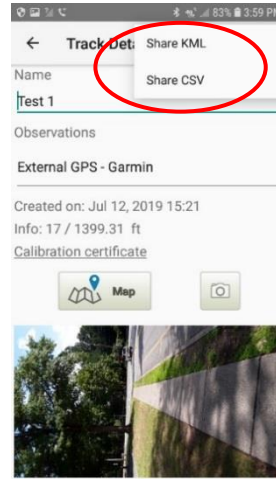 83% 3:59 PM
Track Deta
Share KML
Share CSV
Name
Test 1
Observations
External GPS - Garmin
Created on: Jul 12, 2019 15:21
Info: 17 / 1399.31 ft
Calibration certificate
Map